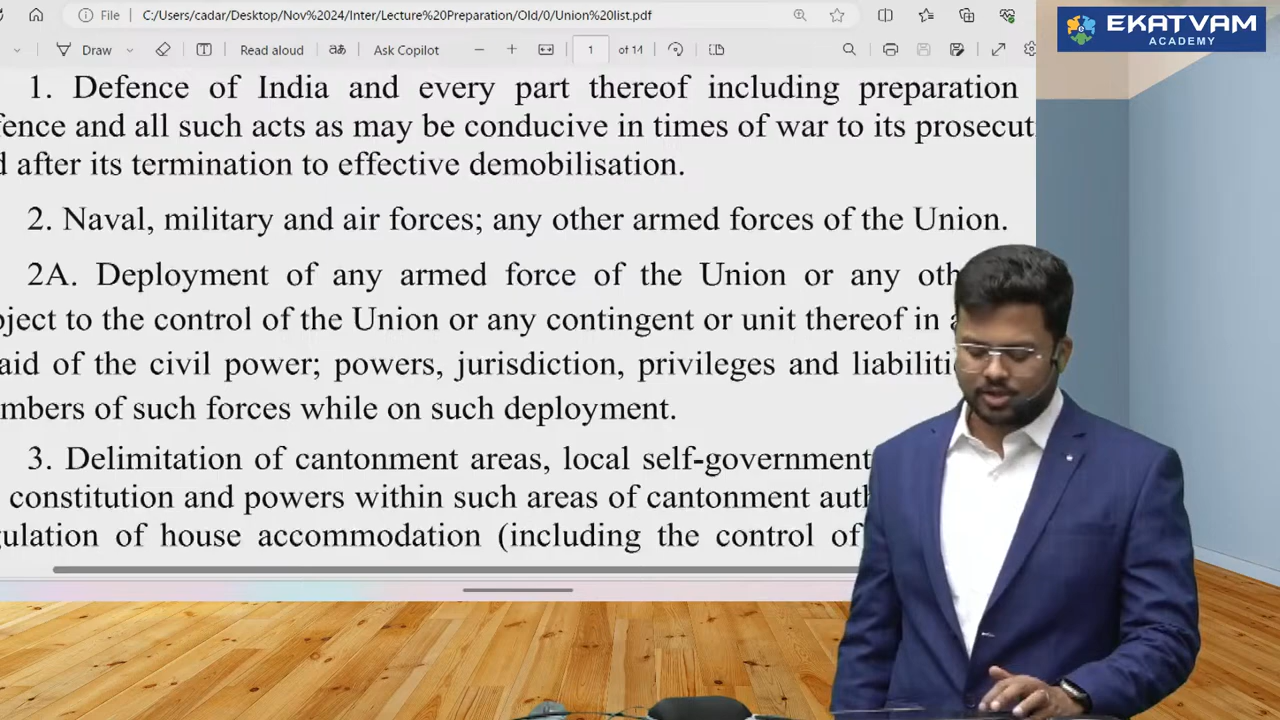 File C:/Users/cadar/Desktop/Nov%2024/Inter/Lecture%20Preparation/Old/0/Union%20list.pdf
EKATVAM
ACADEMY
Draw Read aloud Ask Copilot 1 of 14
1. Defence of India and every part thereof including preparation
fence and all such acts as may be conducive in times of war to its prosecut
d after its termination to effective demobilisation.
2. Naval, military and air forces; any other armed forces of the Union.
2A. Deployment of any armed force of the Union or any oth
bject to the control of the Union or any contingent or unit thereof in a
aid of the civil power; powers, jurisdiction, privileges and liabiliti
mbers of such forces while on such deployment.
3. Delimitation of cantonment areas, local self-government
constitution and powers within such areas of cantonment auth
gulation of house accommodation (including the control of